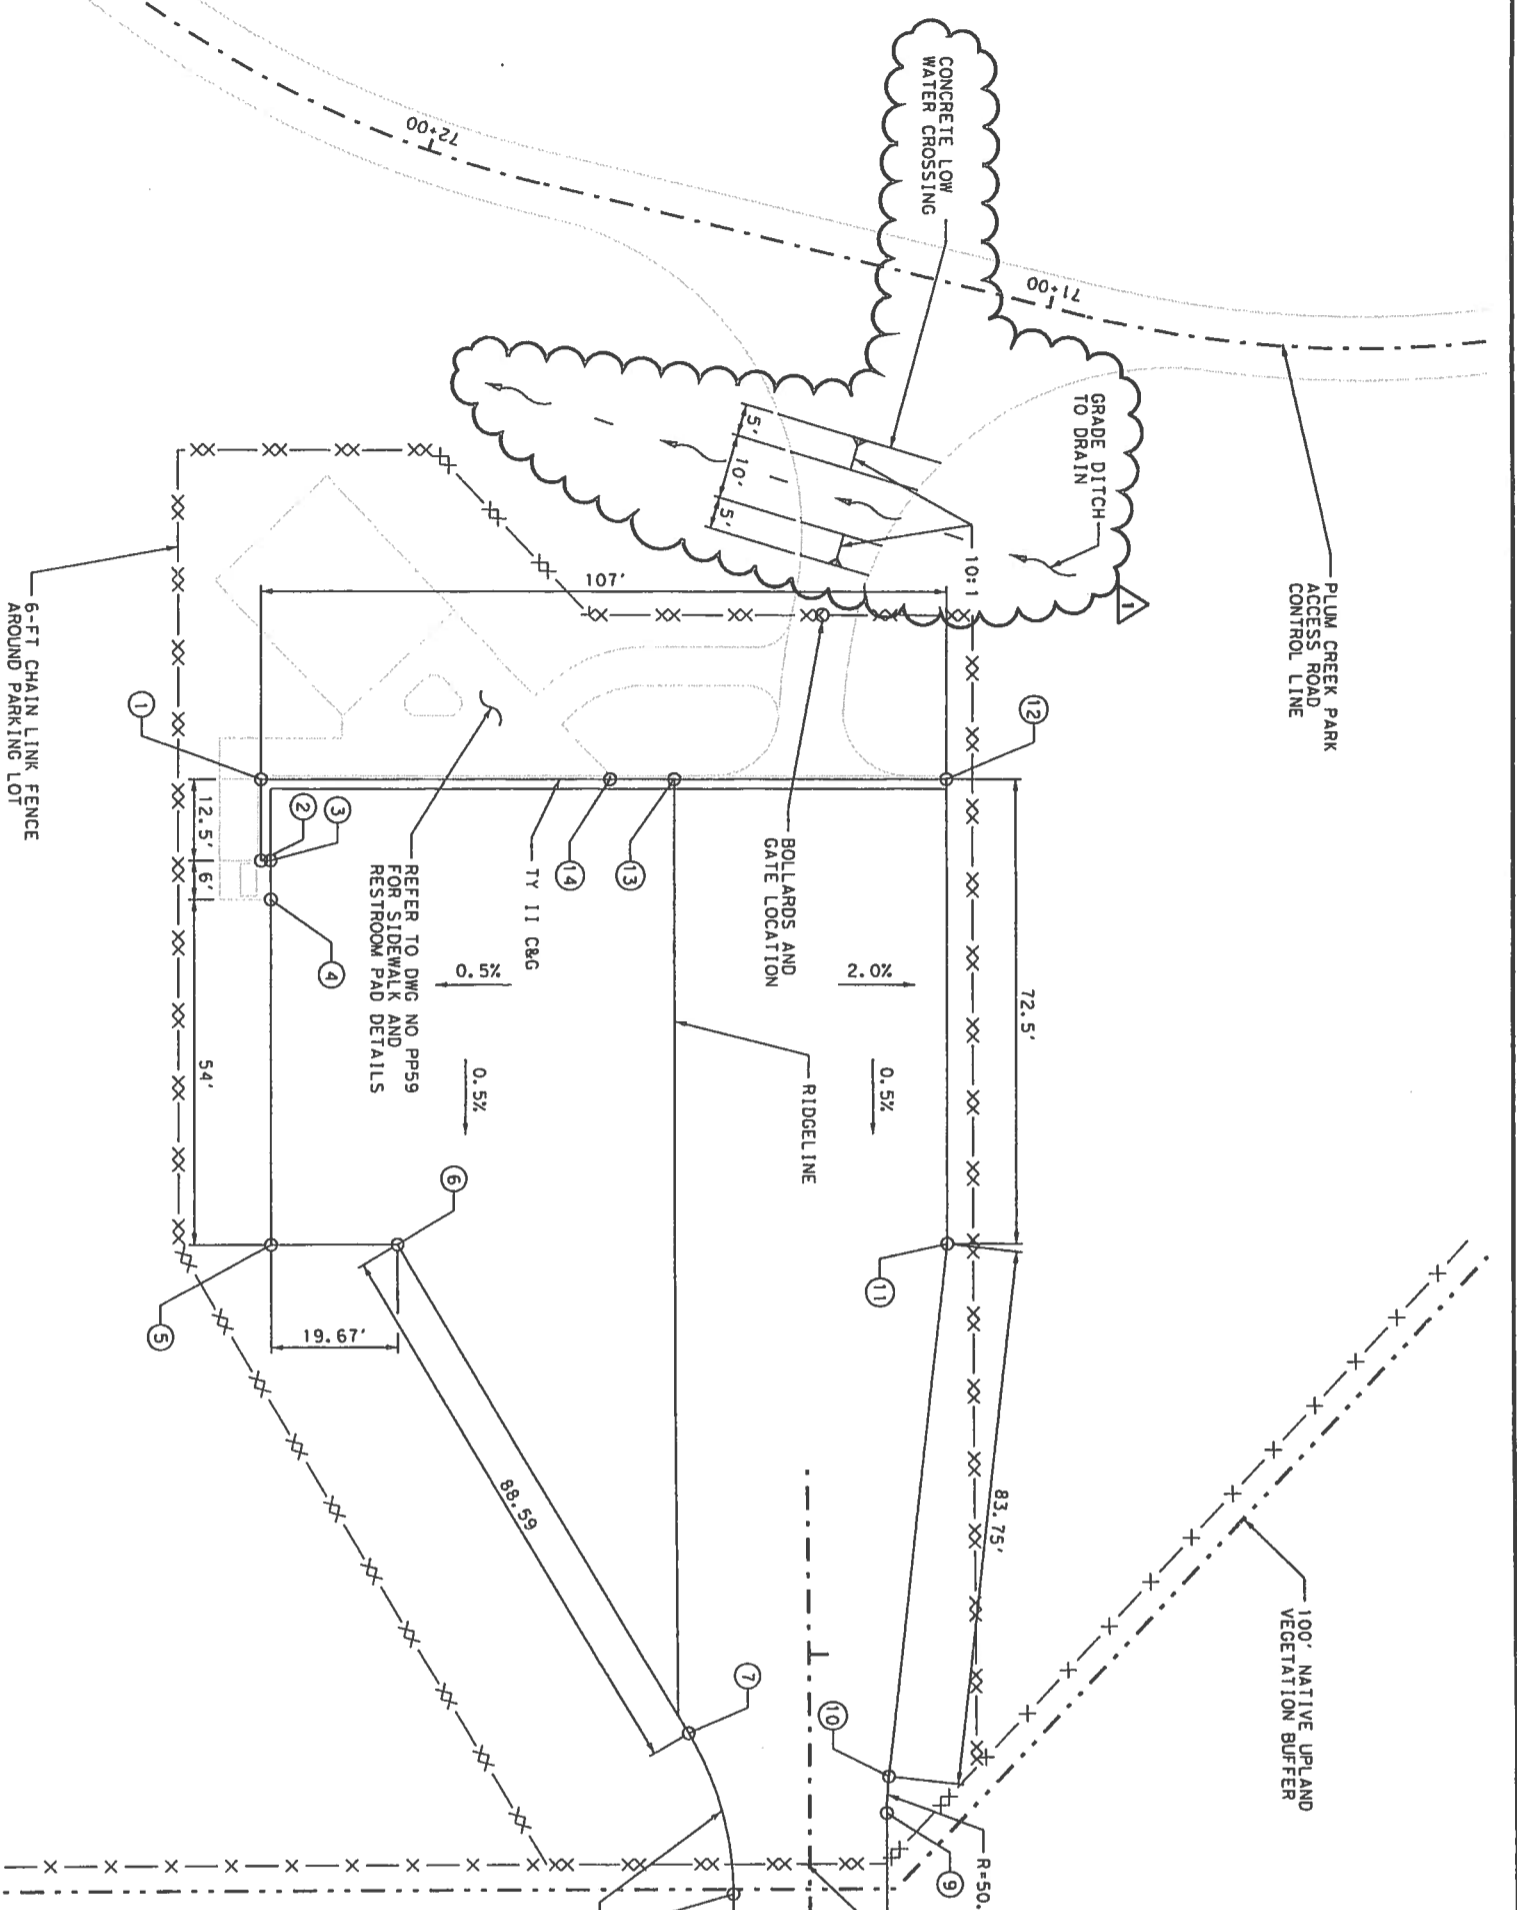 CONCRETE LOW
WATER CROSSING
72+00
71+00
GRADE DITCH
TO DRAIN
PLUM CREEK PARK
ACCESS ROAD
CONTROL LINE
1
5'
10'
5'
10:1
107'
6-FT CHAIN LINK FENCE
AROUND PARKING LOT
1
12
12.5'
2
3
6'
4
14
13
TY II C&G
REFER TO DWG NO PP59
FOR SIDEWALK AND
RESTROOM PAD DETAILS
BOLLARDS AND
GATE LOCATION
0.5%
2.0%
72.5'
54'
0.5%
0.5%
RIDGELINE
6
5
11
19.67'
88.59
83.75'
100' NATIVE UPLAND
VEGETATION BUFFER
7
10
9
R=50.